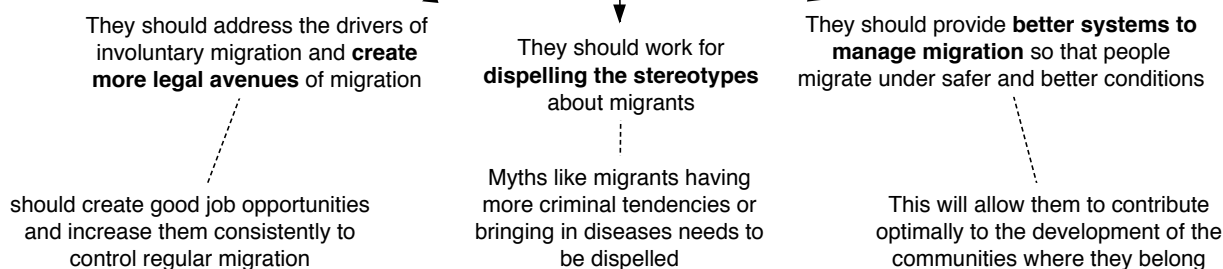 They should address the drivers of
involuntary migration and create
more legal avenues of migration
They should work for
dispelling the stereotypes
about migrants
They should provide better systems to
manage migration so that people
migrate under safer and better conditions
should create good job opportunities
and increase them consistently to
control regular migration
Myths like migrants having
more criminal tendencies or
bringing in diseases needs to
be dispelled
This will allow them to contribute
optimally to the development of the
communities where they belong